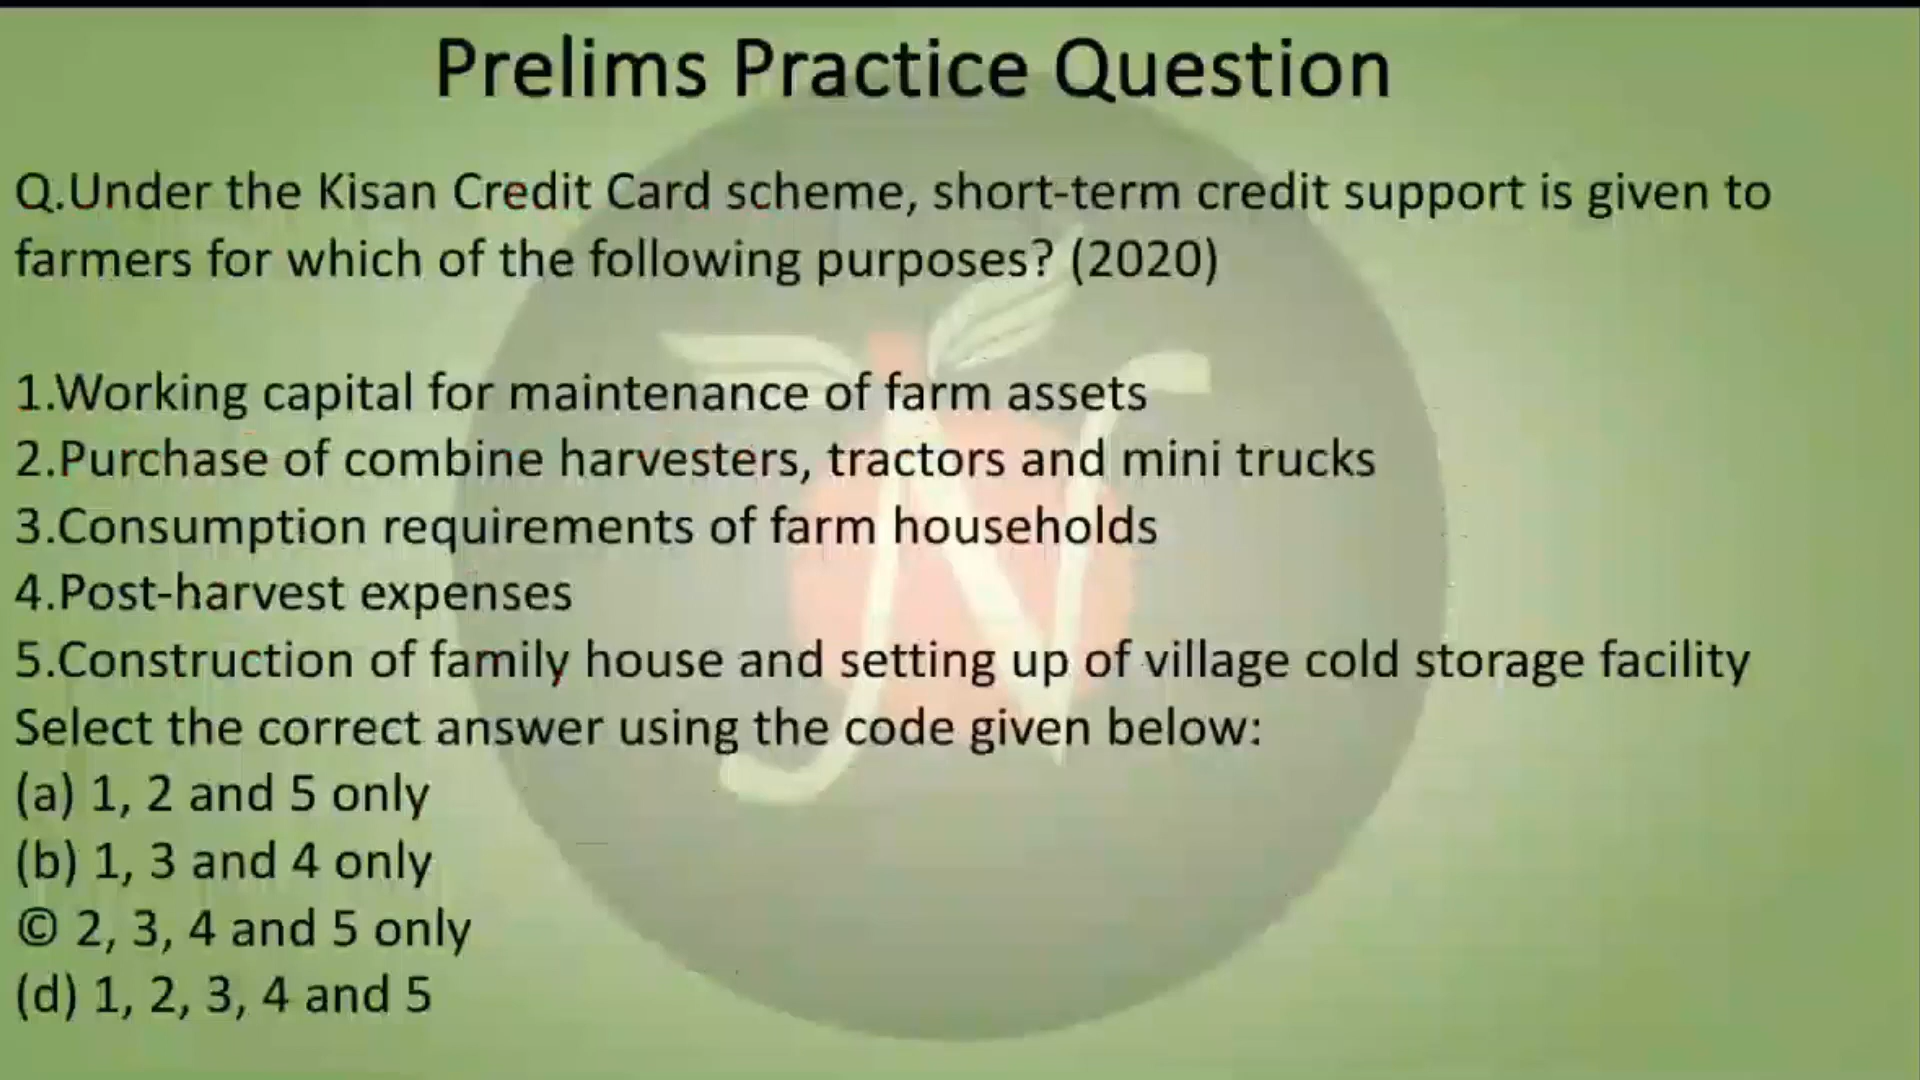 Prelims Practice Question
Q.Under the Kisan Credit Card scheme, short-term credit support is given to
farmers for which of the following purposes? (2020)
1.Working capital for maintenance of farm assets
2.Purchase of combine harvesters, tractors and mini trucks
3.Consumption requirements of farm households
4.Post-harvest expenses
5.Construction of family house and setting up of village cold storage facility
Select the correct answer using the code given below:
(a) 1, 2 and 5 only
(b) 1, 3 and 4 only
© 2, 3, 4 and 5 only
(d) 1, 2, 3, 4 and 5